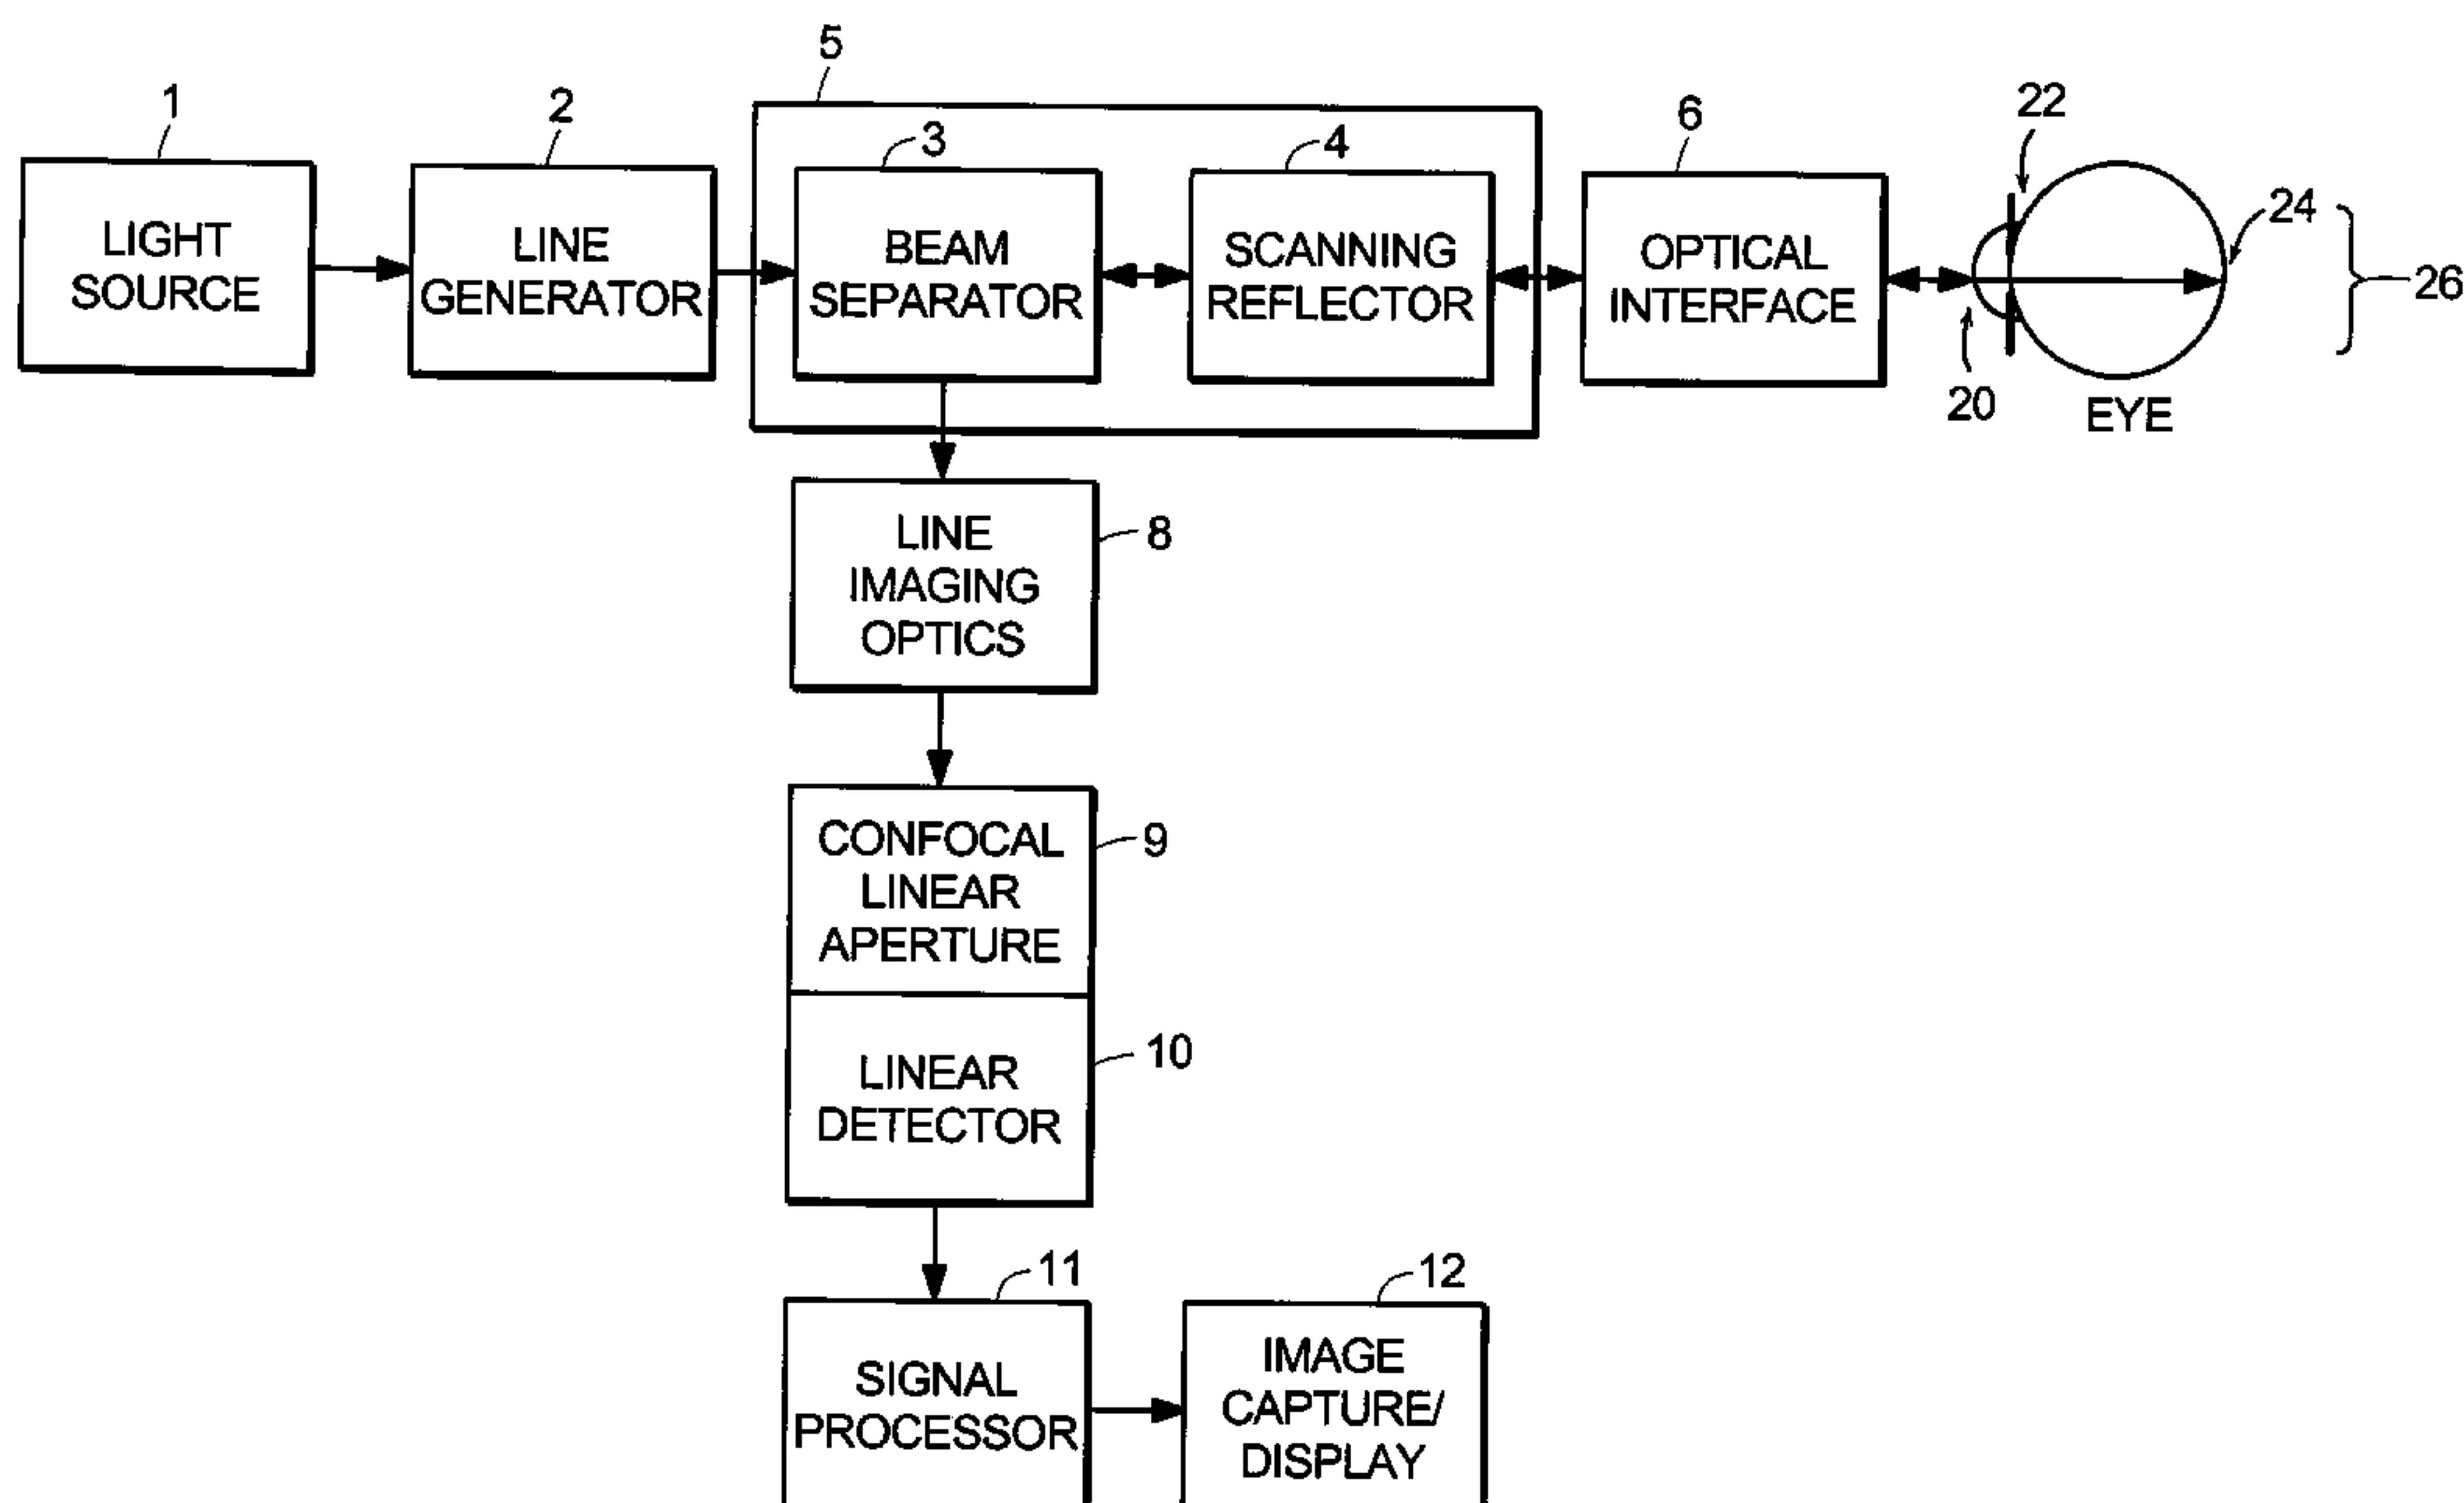 5
1
2
3
4
6
22
24
26
20
LIGHT
SOURCE
LINE
GENERATOR
BEAM
SEPARATOR
SCANNING
REFLECTOR
OPTICAL
INTERFACE
EYE
LINE
IMAGING
OPTICS
8
CONFOCAL
LINEAR
APERTURE
9
LINEAR
DETECTOR
10
11
SIGNAL
PROCESSOR
12
IMAGE
CAPTURE/
DISPLAY